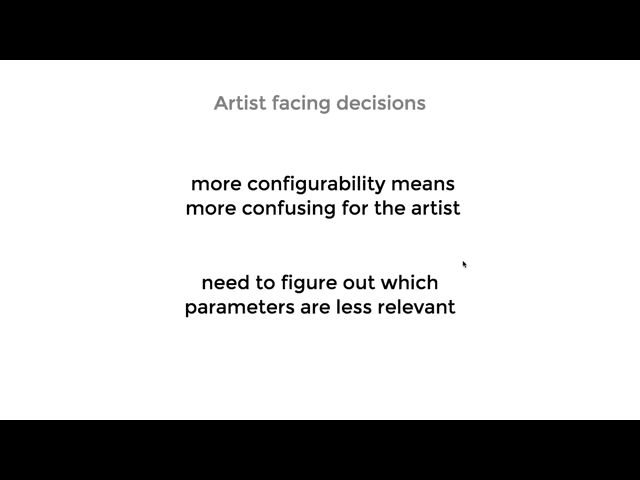 Artist facing decisions
more configurability means
more confusing for the artist
need to figure out which
parameters are less relevant